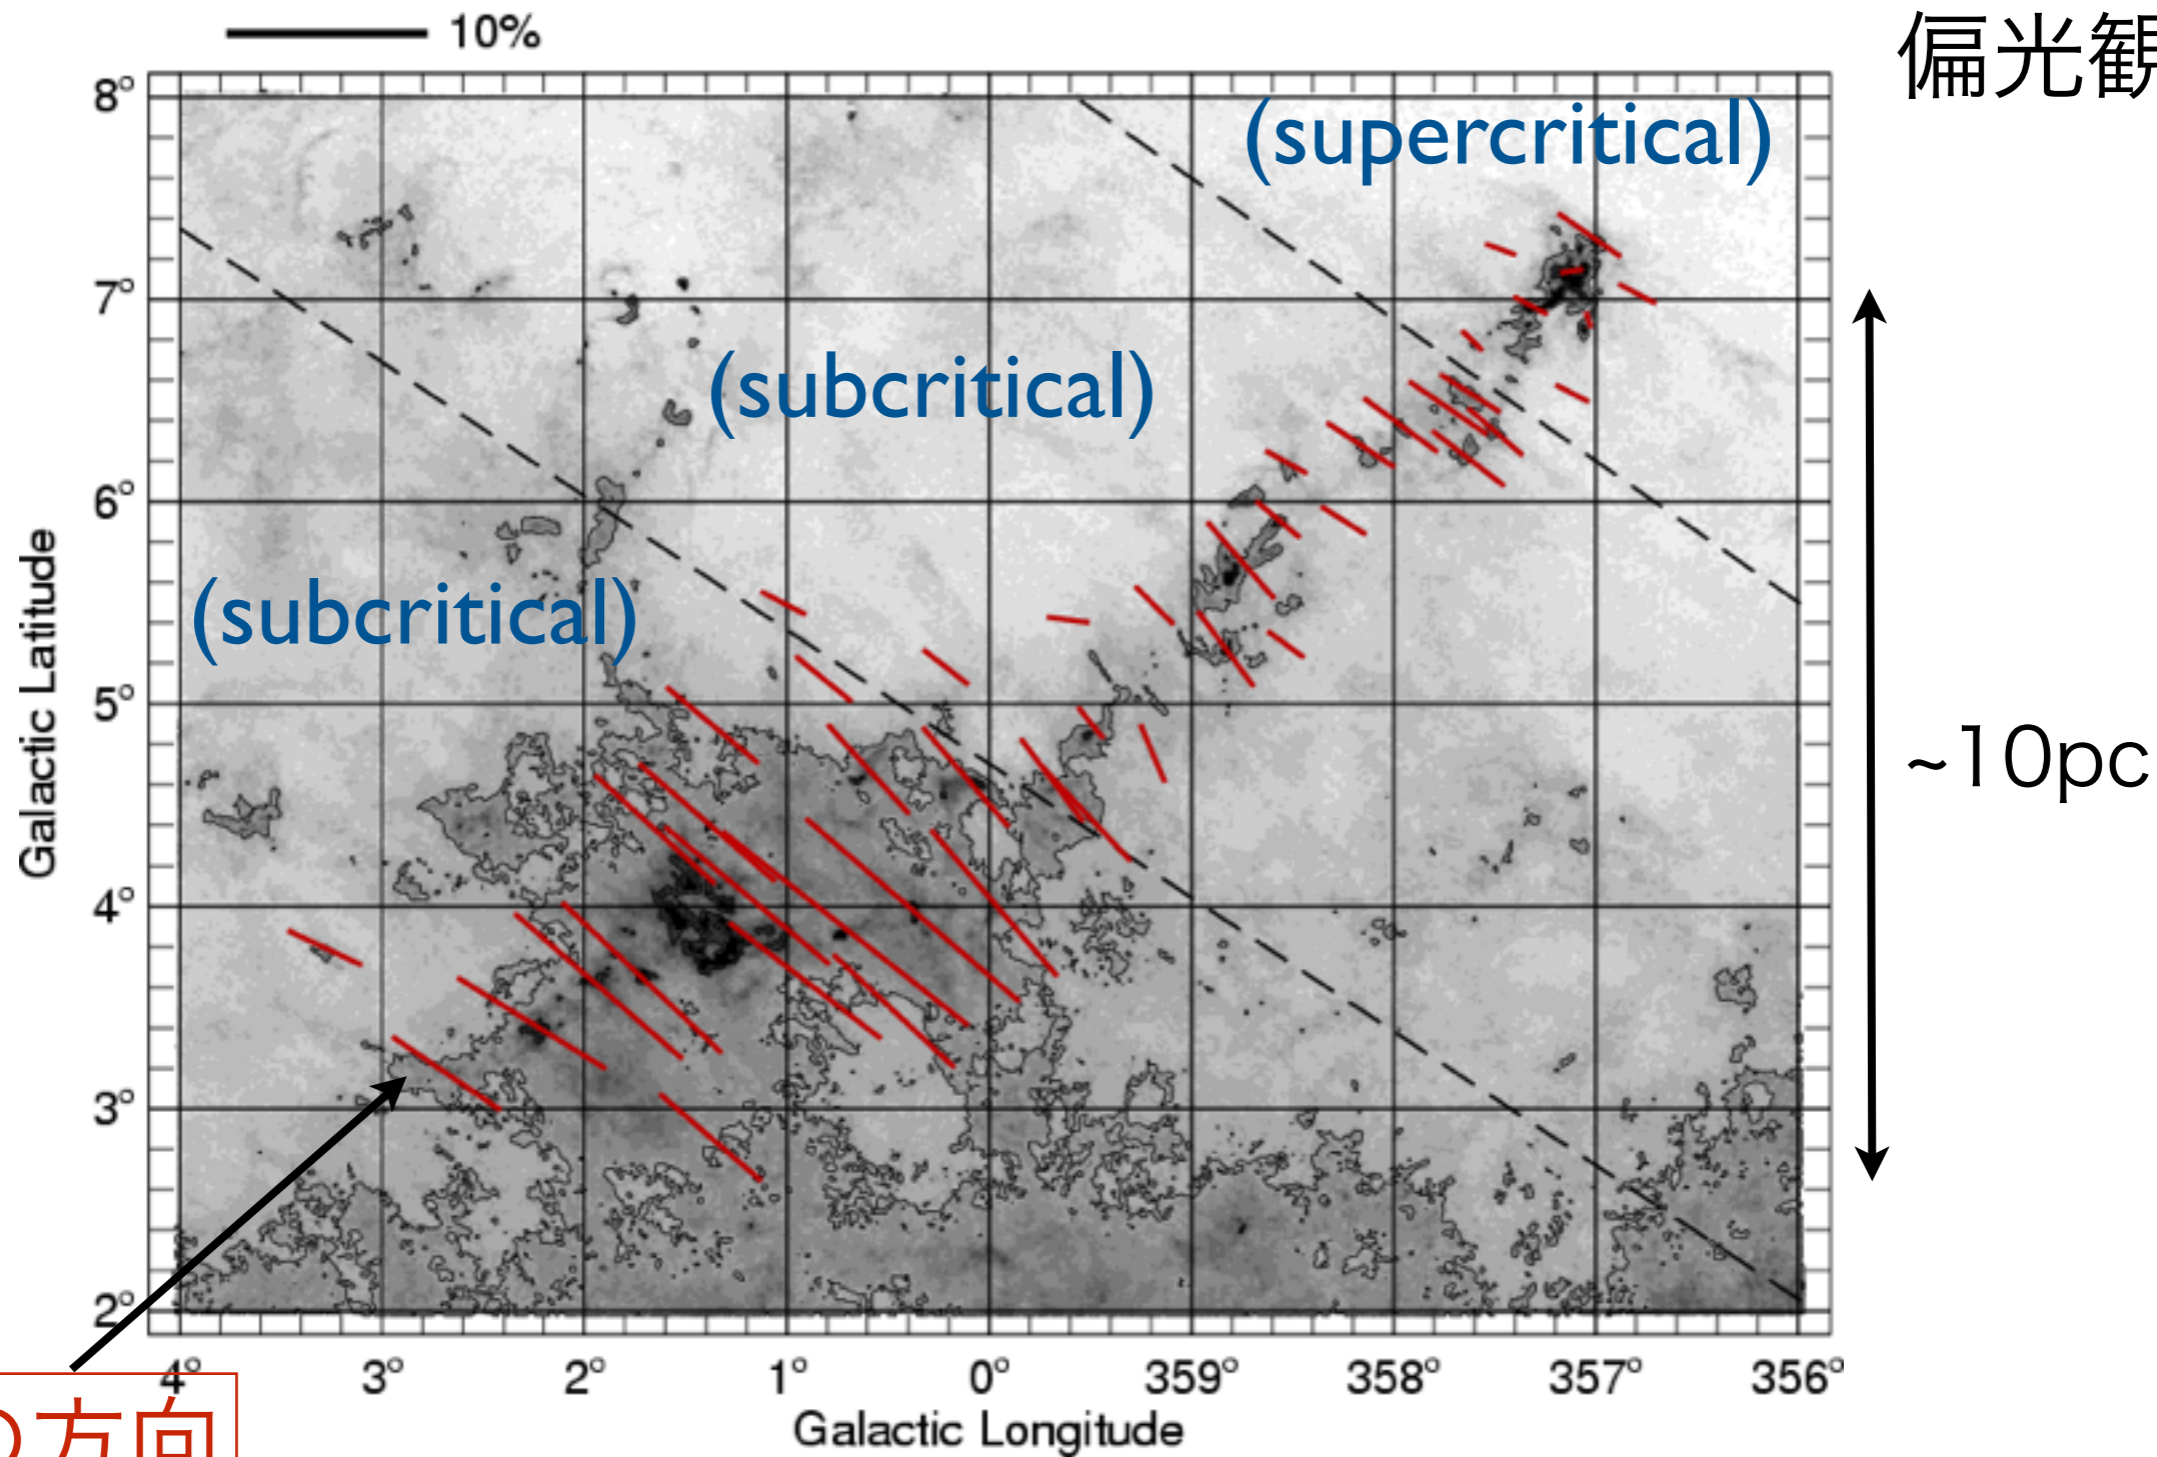 10%
偏光観
(supercritical)
(subcritical)
(subcritical)
8°
7°
6°
5°
4°
3°
2°
Galactic Latitude
~10pc
4°
3°
2°
1°
0°
359°
358°
357°
356°
Galactic Longitude
の方向